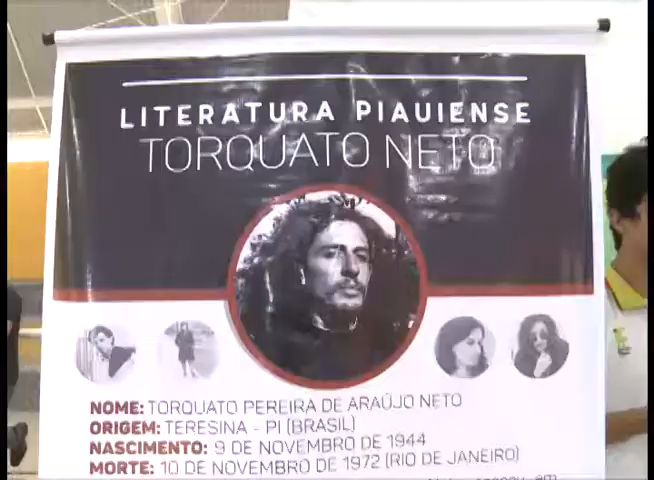 LITERATURA PIAUIENSE
TORQUATO NETO
NOME: TORQUATO PEREIRA DE ARAÚJO NETO
ORIGEM: TERESINA - PI (BRASIL)
NASCIMENTO: 9 DE NOVEMBRO DE 1944
MORTE: 10 DE NOVEMBRO DE 1972 (RIO DE JANEIRO)